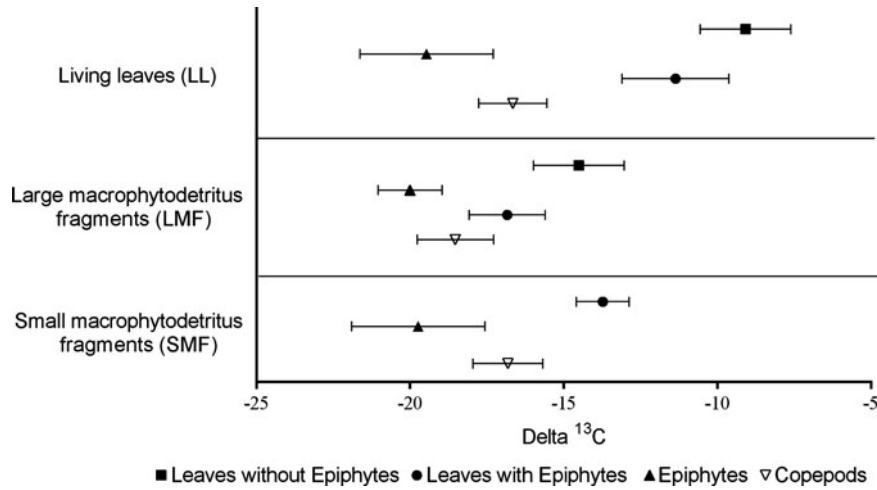 Living leaves (LL)
Large macrophytodetritus
fragments (LMF)
Small macrophytodetritus
fragments (SMF)
-25 -20 -15 -10 -5
Delta ¹³C
■ Leaves without Epiphytes ● Leaves with Epiphytes ▲ Epiphytes ▽ Copepods